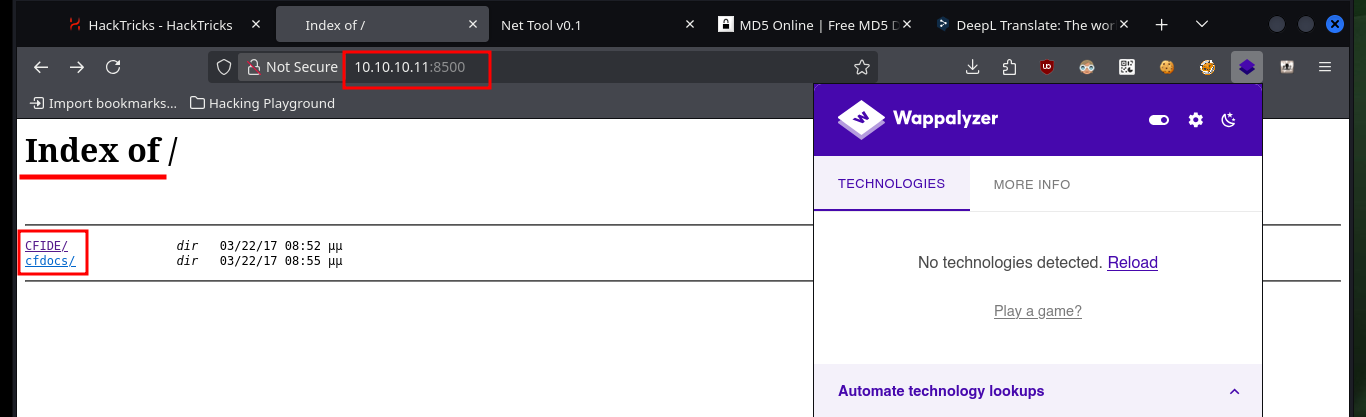 HackTricks - HackTricks
Index of /
Net Tool v0.1
MD5 Online | Free MD5 D
DeepL Translate: The wor
Not Secure 10.10.10.11:8500
Import bookmarks... Hacking Playground
Wappalyzer
TECHNOLOGIES MORE INFO
No technologies detected. Reload
Play a game?
Automate technology lookups
Index of /
CFIDE/ dir 03/22/17 08:52 μμ
cfdocs/ dir 03/22/17 08:55 μμ